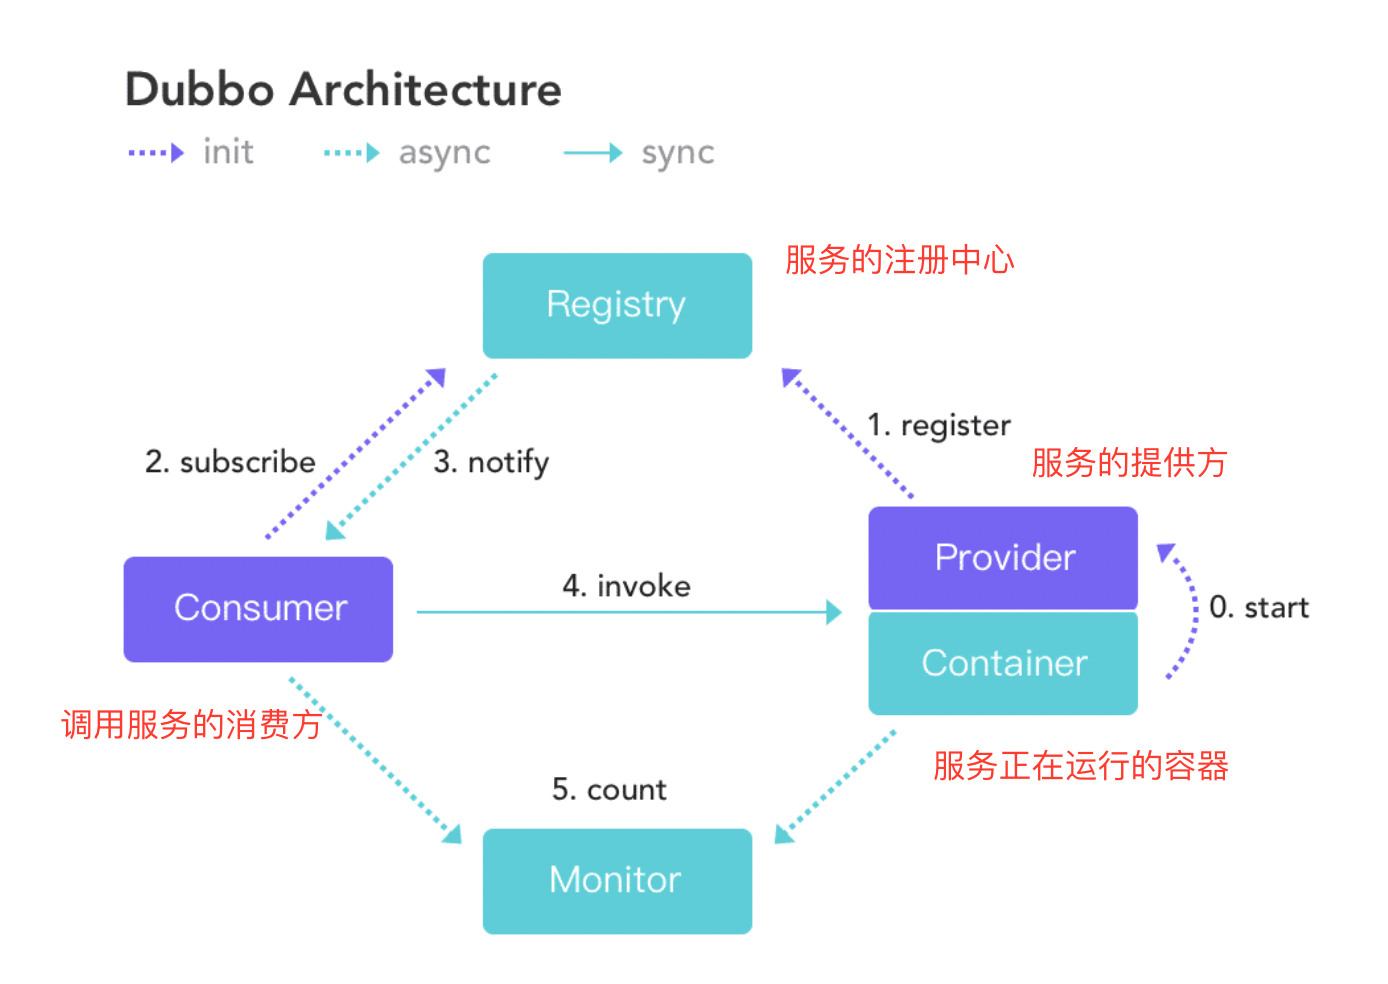 Dubbo Architecture
init async sync
服务的注册中心
Registry
1. register
2. subscribe
3. notify
服务的提供方
Provider
4. invoke
Consumer
0. start
Container
调用服务的消费方
服务正在运行的容器
5. count
Monitor